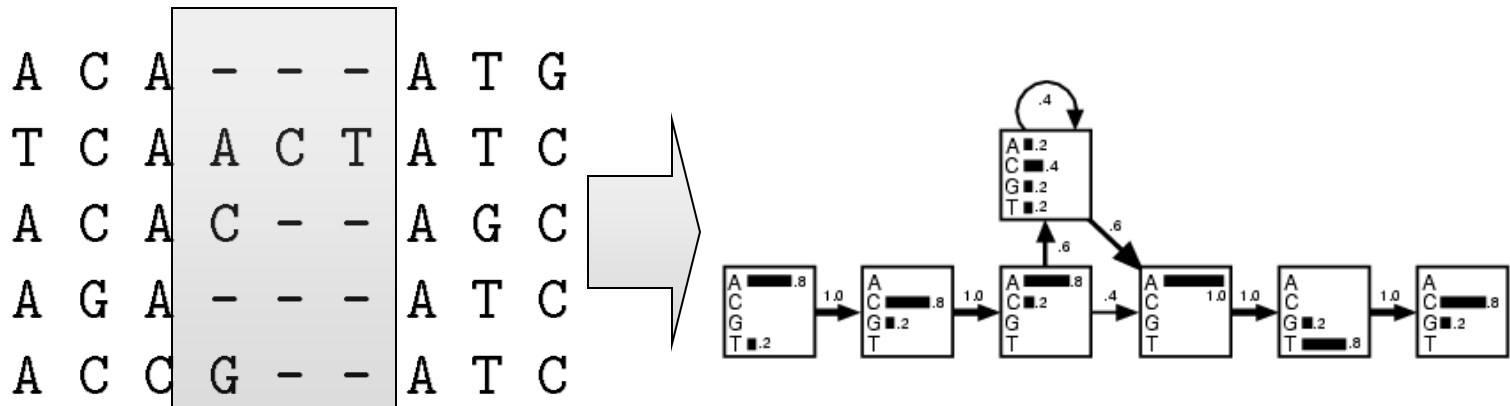 A C A - - - A T G
T C A A C T A T C
A C A C - - A G C
A G A - - - A T C
A C C G - - A T C
.4
A .2
C .4
G .2
T .2
.6
.6
A .8
C
G
T .2
1.0
A
C .8
G .2
T
1.0
A .8
C .2
G
T
.4
A
C 1.0
G
T
1.0
A
C
G .2
T .8
1.0
A
C .8
G .2
T